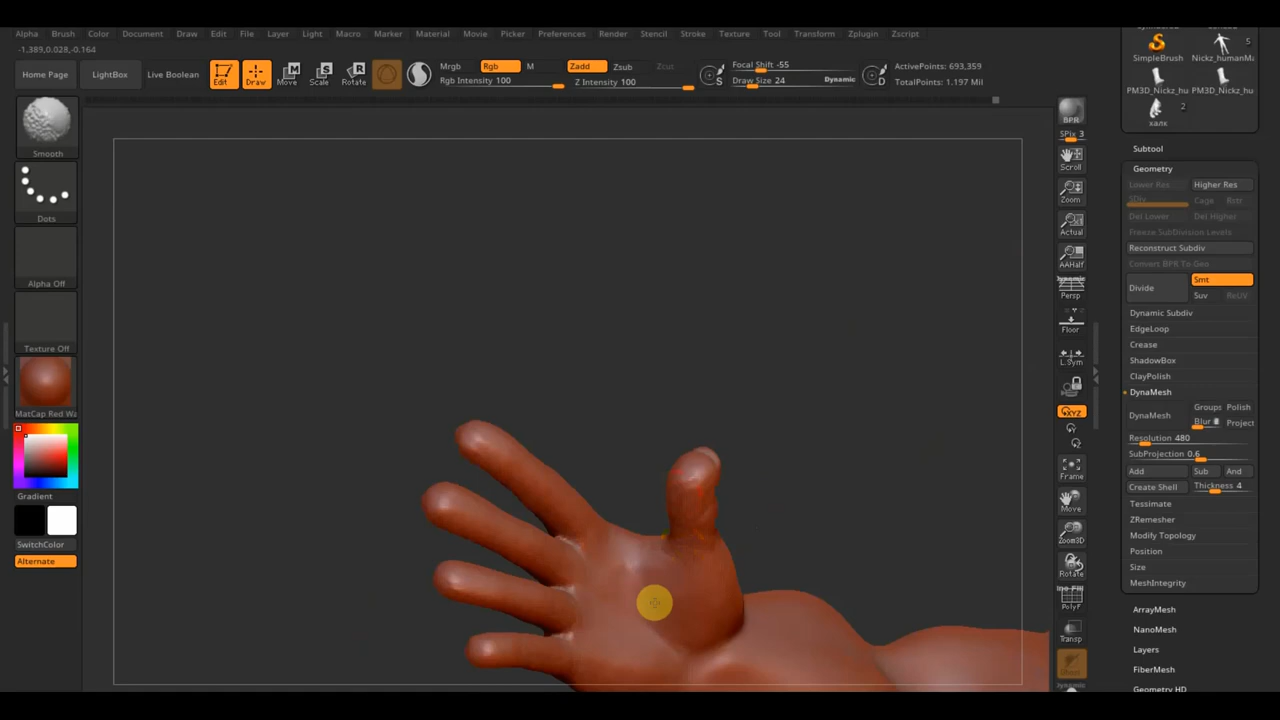 Alpha Brush Color Document Draw Edit File Layer Light Macro Marker Material Movie Picker Preferences Render Stencil Stroke Texture Tool Transform Zplugin Zscript
-1,389,0.028,-0.164
Home Page
LightBox
Live Boolean
Edit
Draw
Move
Scale
Rotate
Mrgb Rgb M
Rgb Intensity 100
Zadd Zsub Zcut
Z Intensity 100
S
Focal Shift -55
Draw Size 24
Dynamic
D
ActivePoints: 693,359
TotalPoints: 1.197 Mil
Smooth
Dots
Alpha Off
Texture Off
MatCap Red Wa
Gradient
SwitchColor
Alternate
BPR
SPix 3
Scroll
Zoom
Actual
AAHalf
Dynamic
Persp
Floor
L.Sym
XYZ
Frame
Move
Zoom3D
Rotate
PolyF
Transp
Dynamic
SimpleBrush
5
Nickz_humanMa
PM3D_Nickz_hu PM3D_Nickz_hu
2
халк
Subtool
Geometry
Lower Res Higher Res
SDiv Cage Rstr
Del Lower Del Higher
Freeze SubDivision Levels
Reconstruct Subdiv
Convert BPR To Geo
Divide
Smt
Suv ReUV
Dynamic Subdiv
EdgeLoop
Crease
ShadowBox
ClayPolish
DynaMesh
DynaMesh
Groups Polish
Blur Project
Resolution 480
SubProjection 0.6
Add Sub And
Create Shell Thickness 4
Tessimate
ZRemesher
Modify Topology
Position
Size
MeshIntegrity
ArrayMesh
NanoMesh
Layers
FiberMesh
Geometry HD